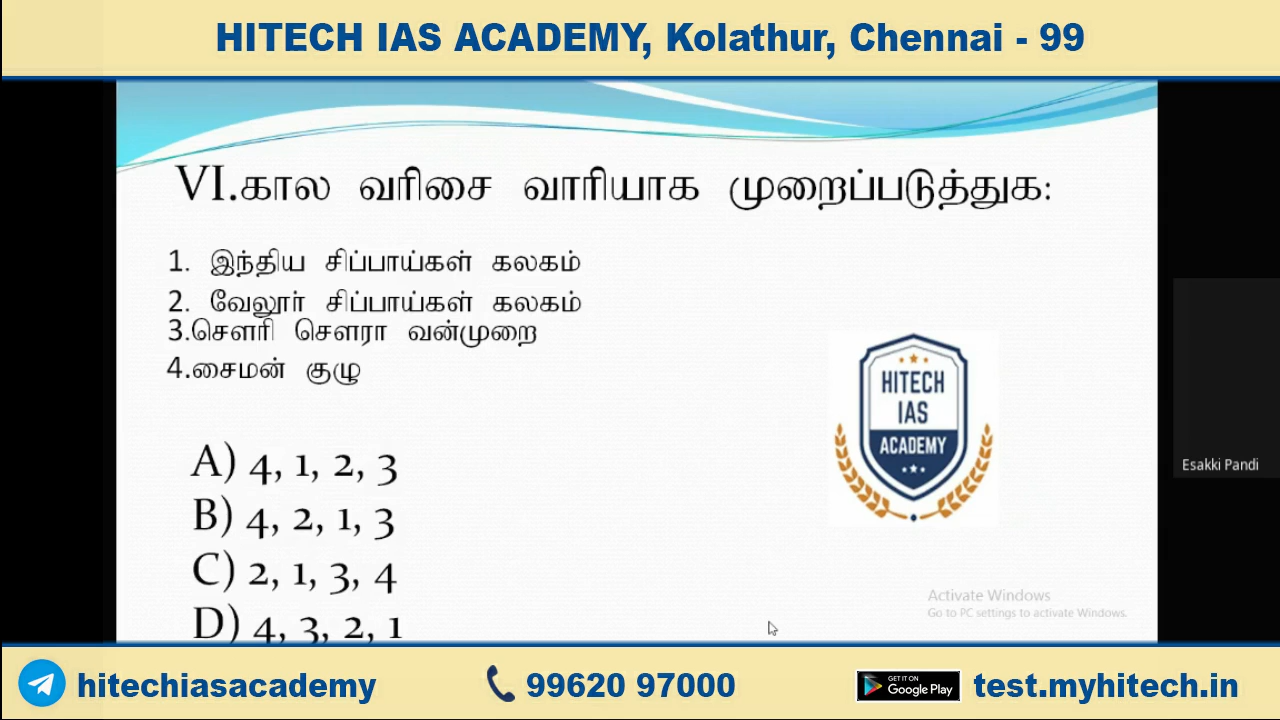 HITECH IAS ACADEMY, Kolathur, Chennai - 99
VI.கால வரிசை வாரியாக முறைப்படுத்துக:
1. இந்திய சிப்பாய்கள் கலகம்
2. வேலூர் சிப்பாய்கள் கலகம்
3.சௌரி சௌரா வன்முறை
4.சைமன் குழு
HITECH
IAS
ACADEMY
Esakki Pandi
A) 4, 1, 2, 3
B) 4, 2, 1, 3
C) 2, 1, 3, 4
D) 4, 3, 2, 1
Activate Windows
Go to PC settings to activate Windows.
hitechiasacademy
99620 97000
GET IT ON
Google Play
test.myhitech.in